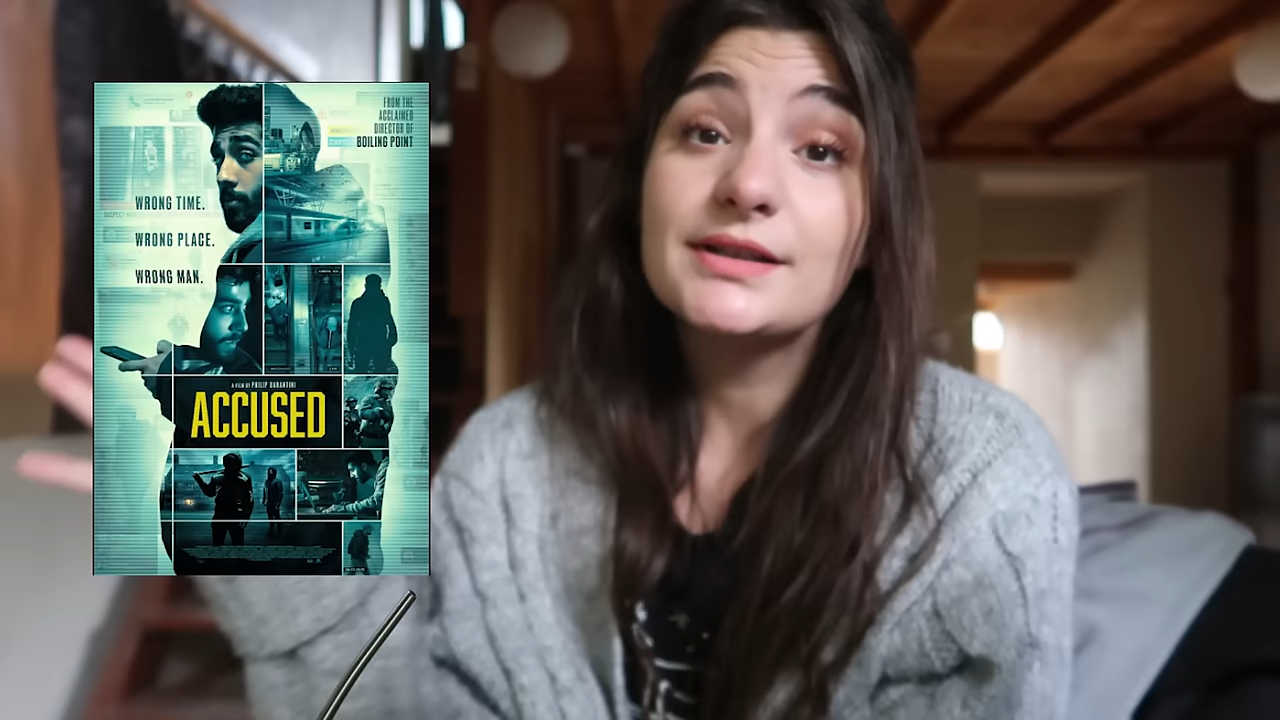 FROM THE
ACCLAIMED
DIRECTOR OF
BOILING POINT
WRONG TIME.
WRONG PLACE.
WRONG MAN.
A FILM BY PHILIP BARANTINI
ACCUSED